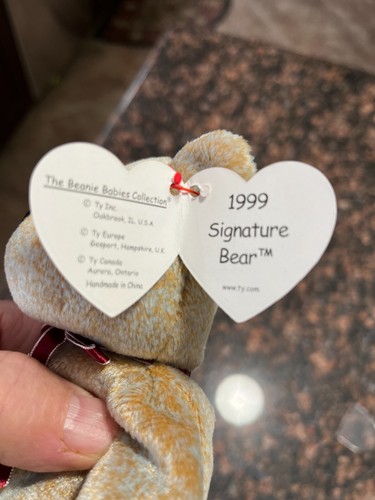 The Beanie Babies Collection®
© Ty Inc.
Oakbrook, IL. U.S.A.
© Ty Europe
Gosport, Hampshire, U.K.
© Ty Canada
Aurora, Ontario
Handmade in China
1999
Signature
Bear™
www.ty.com